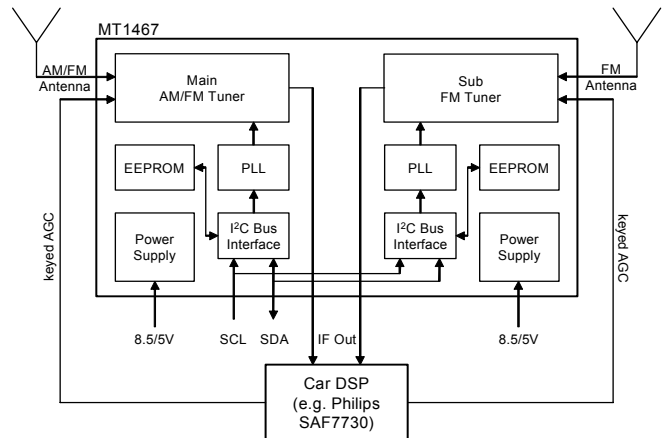 MT1467
AM/FM
Antenna
Main
AM/FM Tuner
Sub
FM Tuner
FM
Antenna
EEPROM
PLL
PLL
EEPROM
Power
Supply
I²C Bus
Interface
I²C Bus
Interface
Power
Supply
keyed AGC
keyed AGC
8.5/5V
SCL
SDA
IF Out
8.5/5V
Car DSP
(e.g. Philips
SAF7730)